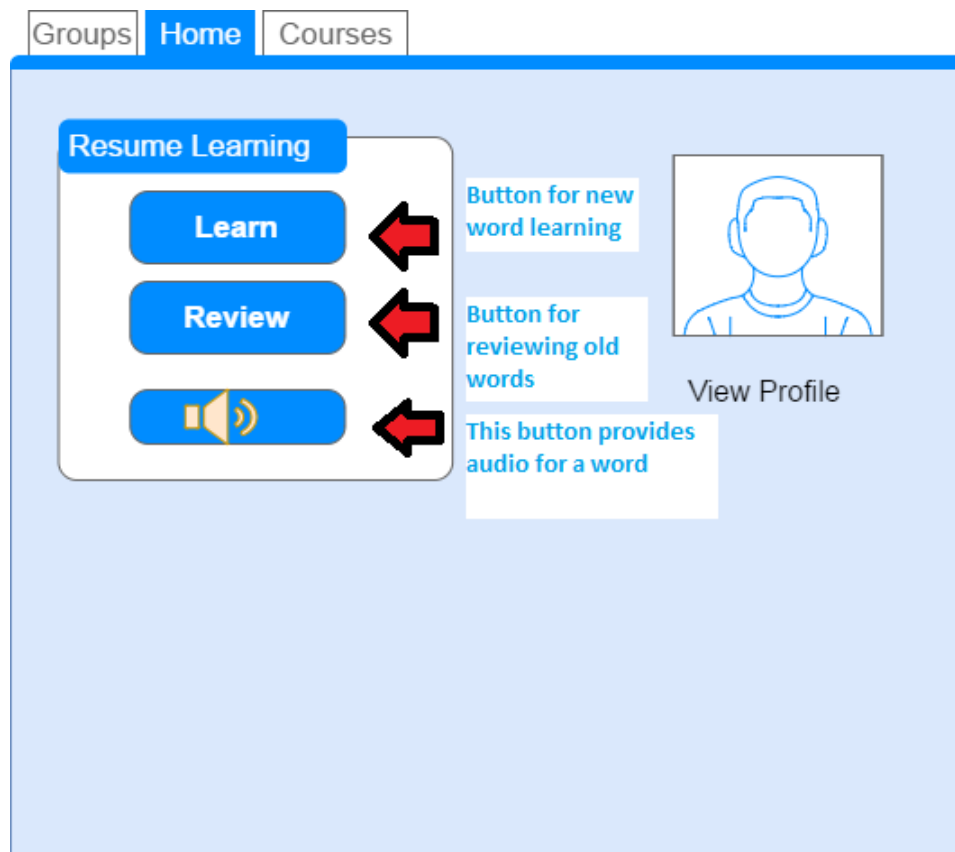 Groups Home Courses
Resume Learning
Learn
Button for new
word learning
Review
Button for
reviewing old
words
View Profile
This button provides
audio for a word